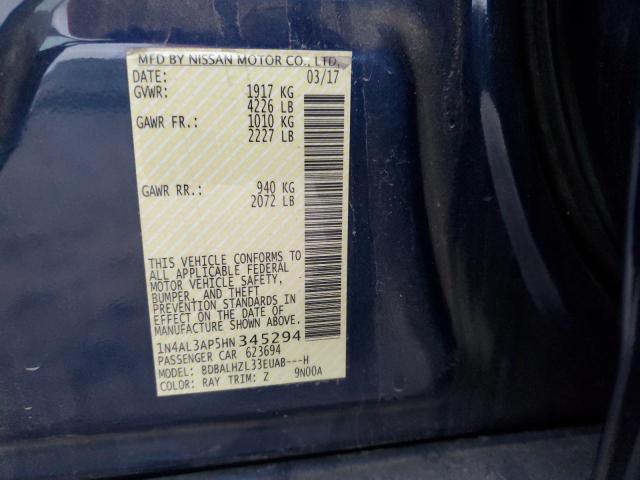 MFD BY NISSAN MOTOR CO., LTD.
DATE: 03/17
GVWR: 1917 KG
4226 LB
GAWR FR.: 1010 KG
2227 LB
GAWR RR.: 940 KG
2072 LB
THIS VEHICLE CONFORMS TO
ALL APPLICABLE FEDERAL
MOTOR VEHICLE SAFETY,
BUMPER, AND THEFT
PREVENTION STANDARDS IN
EFFECT ON THE DATE OF
MANUFACTURE SHOWN ABOVE.
1N4AL3AP5HN345294
PASSENGER CAR 623694
MODEL: BDBALHZL33EUAB---H
COLOR: RAY TRIM: Z 9N00A